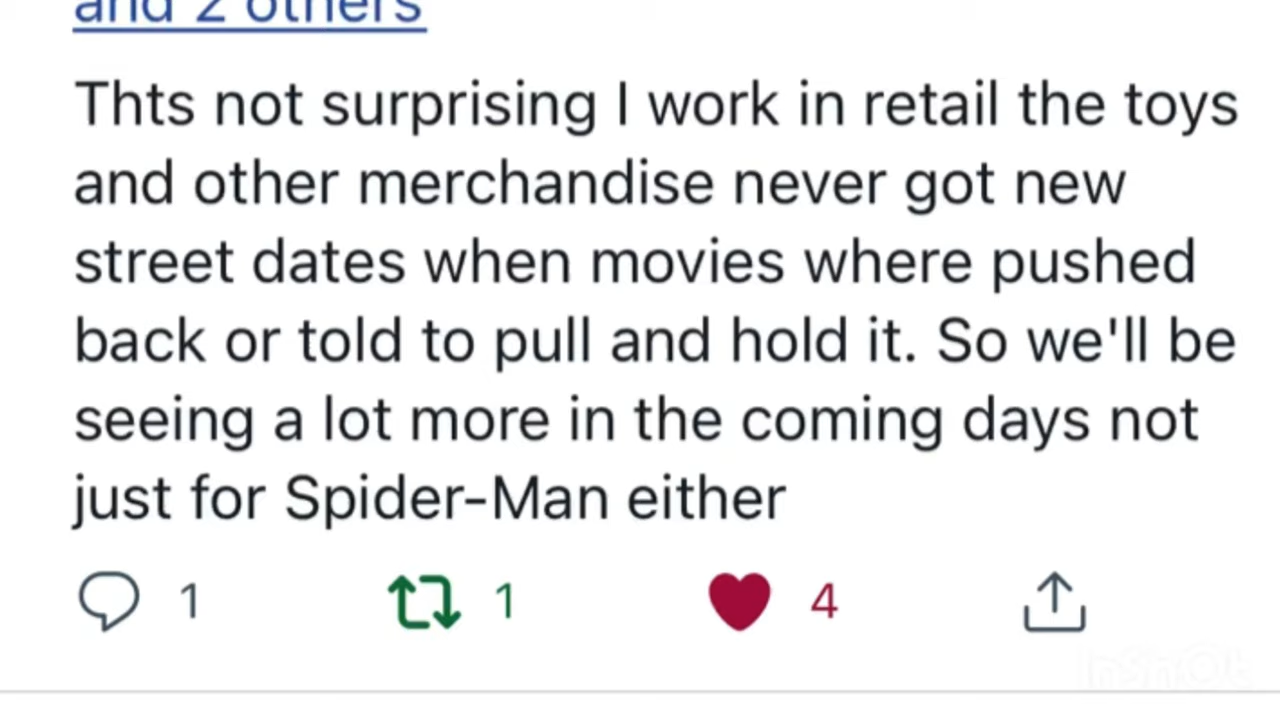 and 2 others
Thts not surprising I work in retail the toys
and other merchandise never got new
street dates when movies where pushed
back or told to pull and hold it. So we'll be
seeing a lot more in the coming days not
just for Spider-Man either
1 1 4
InShOt